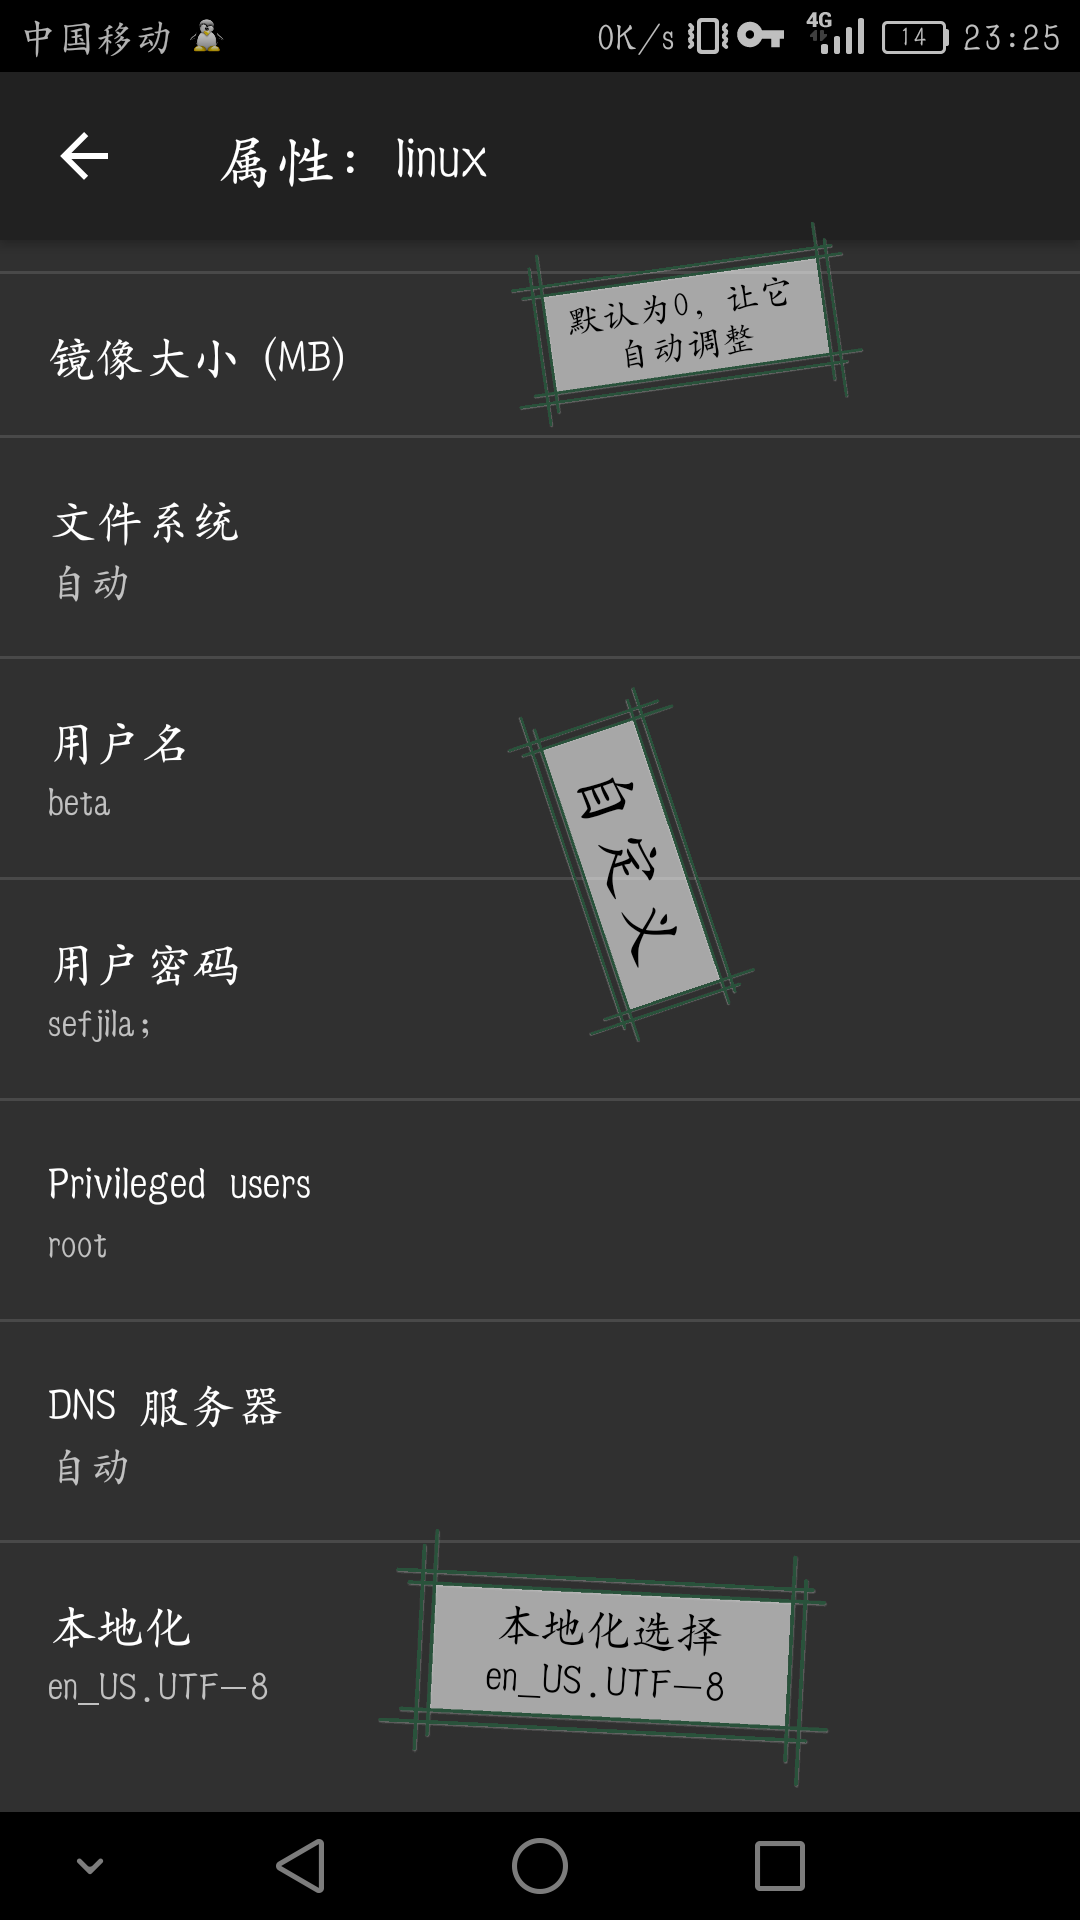 中国移动 0K/s 4G 14 23:25
属性: linux
镜像大小 (MB)
默认为0, 让它
自动调整
文件系统
自动
用户名
beta
自定义
用户密码
sefjila;
Privileged users
root
DNS 服务器
自动
本地化
en_US.UTF-8
本地化选择
en_US.UTF-8